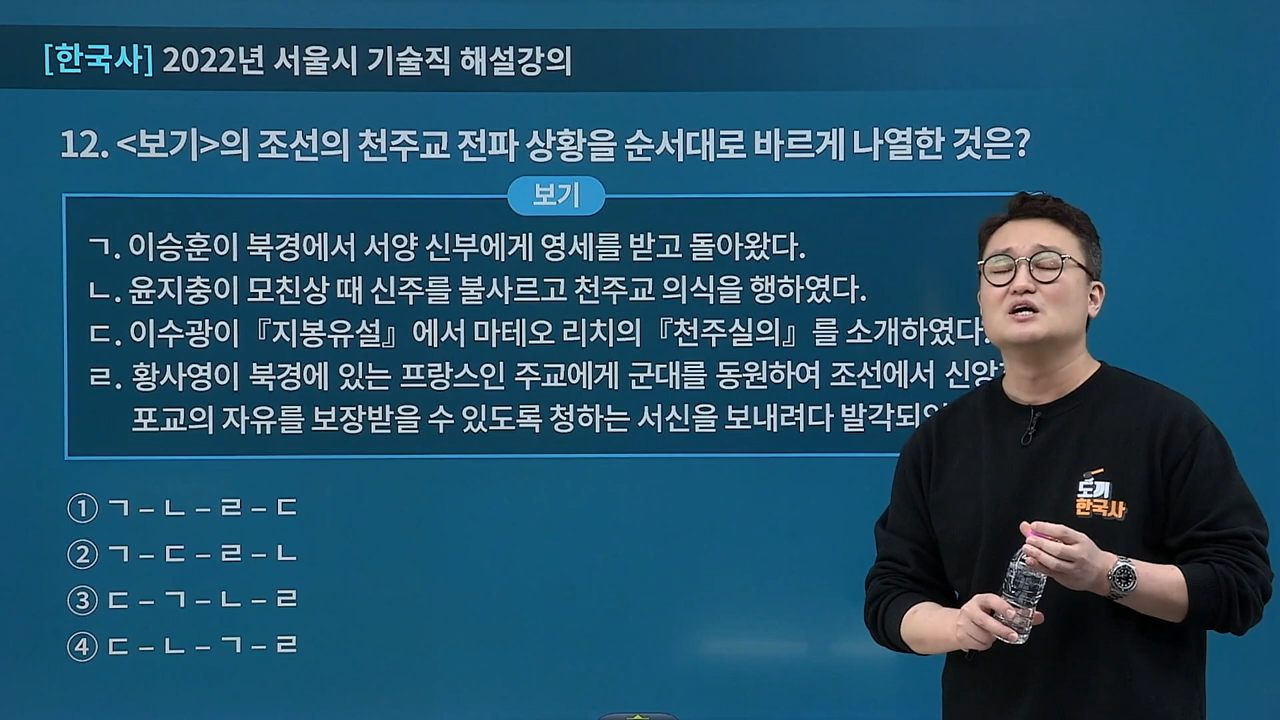 [한국사] 2022년 서울시 기술직 해설강의
12. <보기>의 조선의 천주교 전파 상황을 순서대로 바르게 나열한 것은?
보기
ㄱ. 이승훈이 북경에서 서양 신부에게 영세를 받고 돌아왔다.
ㄴ. 윤지충이 모친상 때 신주를 불사르고 천주교 의식을 행하였다.
ㄷ. 이수광이 『지봉유설』에서 마테오 리치의 『천주실의』를 소개하였다.
ㄹ. 황사영이 북경에 있는 프랑스인 주교에게 군대를 동원하여 조선에서
포교의 자유를 보장받을 수 있도록 청하는 서신을 보내려다
① ㄱ – ㄴ – ㄹ – ㄷ
② ㄱ – ㄷ – ㄹ – ㄴ
③ ㄷ – ㄱ – ㄴ – ㄹ
④ ㄷ – ㄴ – ㄱ – ㄹ
도끼
한국사